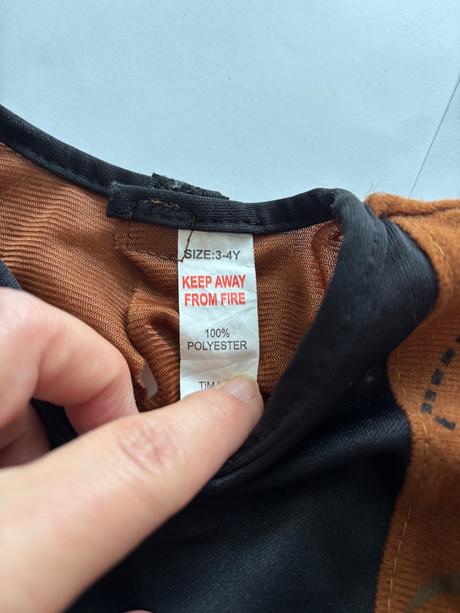 SIZE:3-4Y
KEEP AWAY
FROM FIRE
100%
POLYESTER